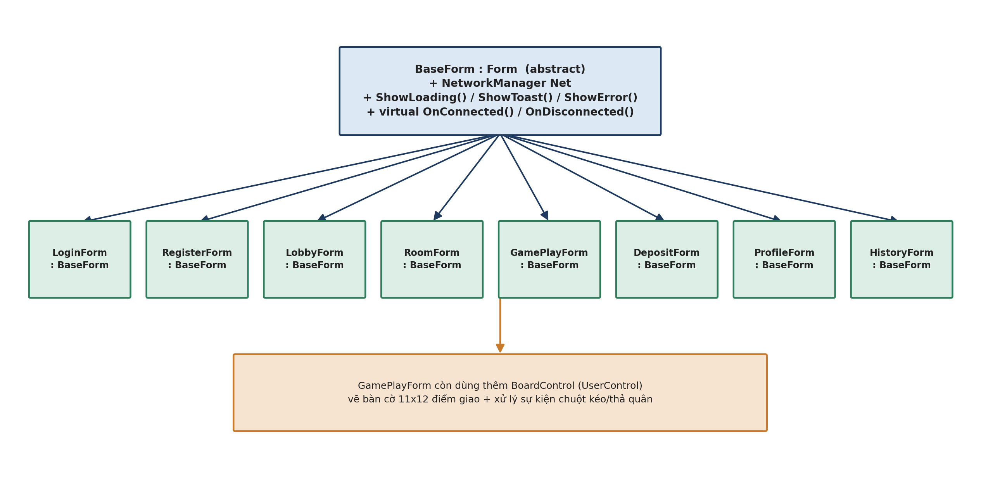 BaseForm : Form  (abstract)
+ NetworkManager Net
+ ShowLoading() / ShowToast() / ShowError()
+ virtual OnConnected() / OnDisconnected()
LoginForm
: BaseForm
RegisterForm
: BaseForm
LobbyForm
: BaseForm
RoomForm
: BaseForm
GamePlayForm
: BaseForm
DepositForm
: BaseForm
ProfileForm
: BaseForm
HistoryForm
: BaseForm
GamePlayForm còn dùng thêm BoardControl (UserControl)
vẽ bàn cờ 11x12 điểm giao + xử lý sự kiện chuột kéo/thả quân